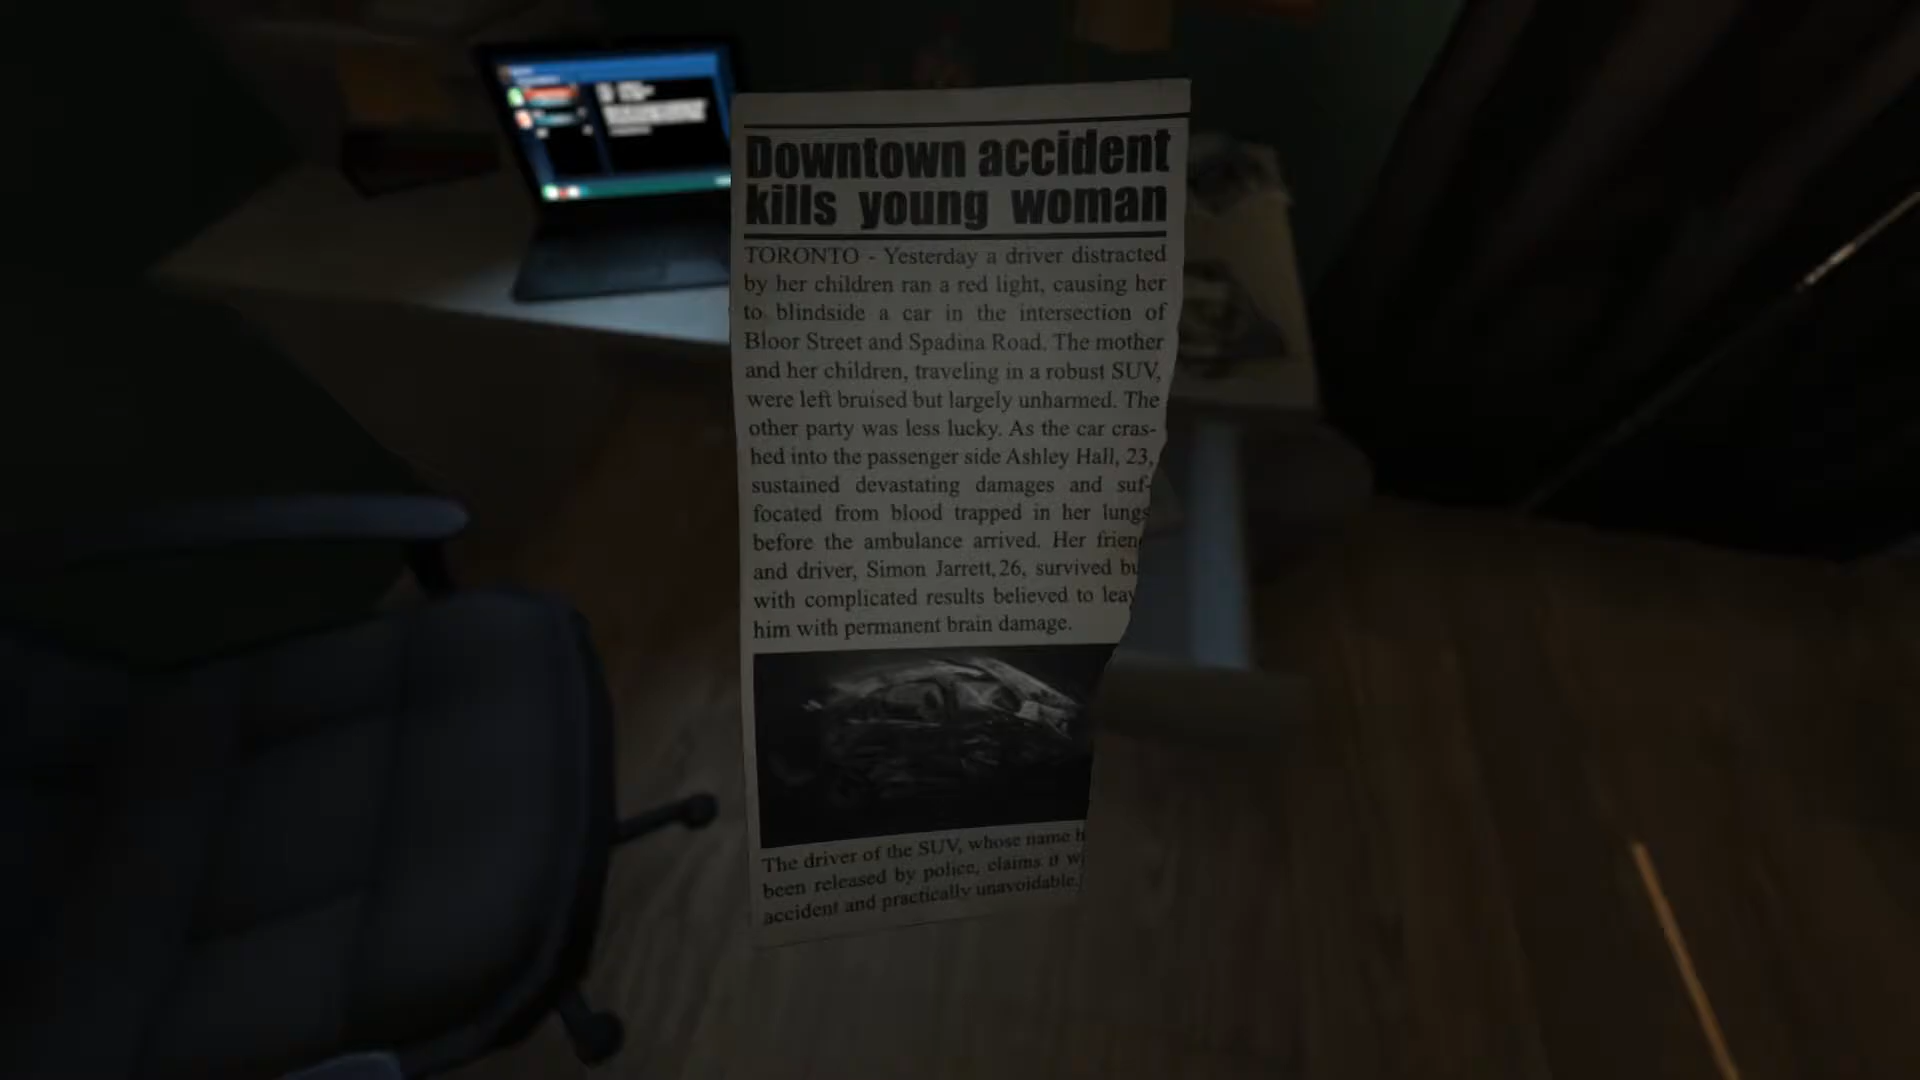 Downtown accident
kills young woman
TORONTO - Yesterday a driver distracted
by her children ran a red light, causing her
to blindside a car in the intersection of
Bloor Street and Spadina Road. The mother
and her children, traveling in a robust SUV,
were left bruised but largely unharmed. The
other party was less lucky. As the car cras-
hed into the passenger side Ashley Hall, 23,
sustained devastating damages and suf-
focated from blood trapped in her lungs
before the ambulance arrived. Her frien
and driver, Simon Jarrett, 26, survived bu
with complicated results believed to leav
him with permanent brain damage.
The driver of the SUV, whose name h
been released by police, claims it w
accident and practically unavoidable.